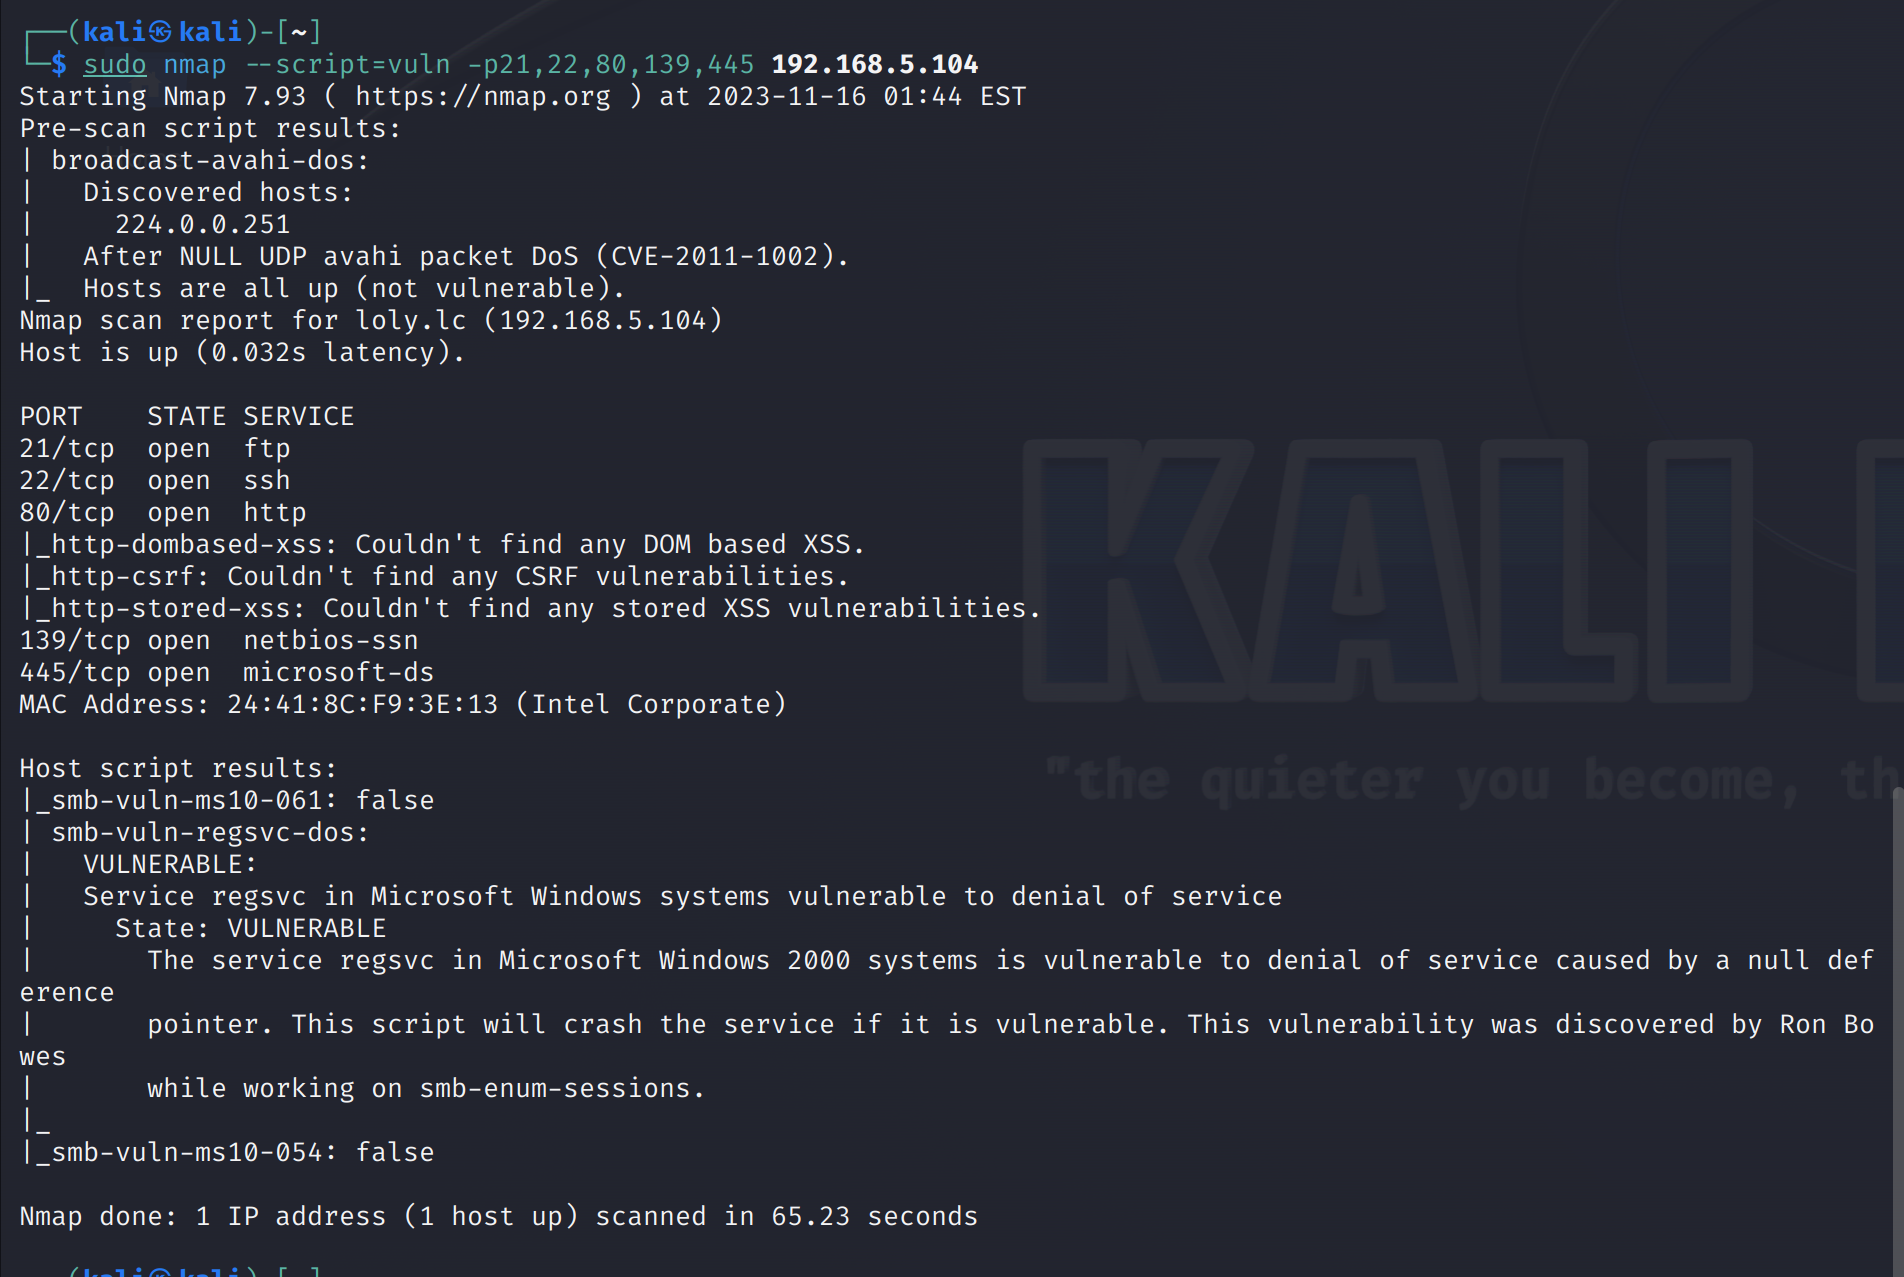 ┌──(kali㉿kali)-[~]
└─$ sudo nmap --script=vuln -p21,22,80,139,445 192.168.5.104
Starting Nmap 7.93 ( https://nmap.org ) at 2023-11-16 01:44 EST
Pre-scan script results:
| broadcast-avahi-dos:
|   Discovered hosts:
|     224.0.0.251
|   After NULL UDP avahi packet DoS (CVE-2011-1002).
|_  Hosts are all up (not vulnerable).
Nmap scan report for loly.lc (192.168.5.104)
Host is up (0.032s latency).

PORT    STATE SERVICE
21/tcp  open  ftp
22/tcp  open  ssh
80/tcp  open  http
|_http-dombased-xss: Couldn't find any DOM based XSS.
|_http-csrf: Couldn't find any CSRF vulnerabilities.
|_http-stored-xss: Couldn't find any stored XSS vulnerabilities.
139/tcp open  netbios-ssn
445/tcp open  microsoft-ds
MAC Address: 24:41:8C:F9:3E:13 (Intel Corporate)

Host script results:
|_smb-vuln-ms10-061: false
| smb-vuln-regsvc-dos:
|   VULNERABLE:
|   Service regsvc in Microsoft Windows systems vulnerable to denial of service
|     State: VULNERABLE
|       The service regsvc in Microsoft Windows 2000 systems is vulnerable to denial of service caused by a null def
erence
|       pointer. This script will crash the service if it is vulnerable. This vulnerability was discovered by Ron Bo
wes
|       while working on smb-enum-sessions.
|_
|_smb-vuln-ms10-054: false

Nmap done: 1 IP address (1 host up) scanned in 65.23 seconds

┌──(kali㉿kali)-[~]
KALI
"the quieter you become, th